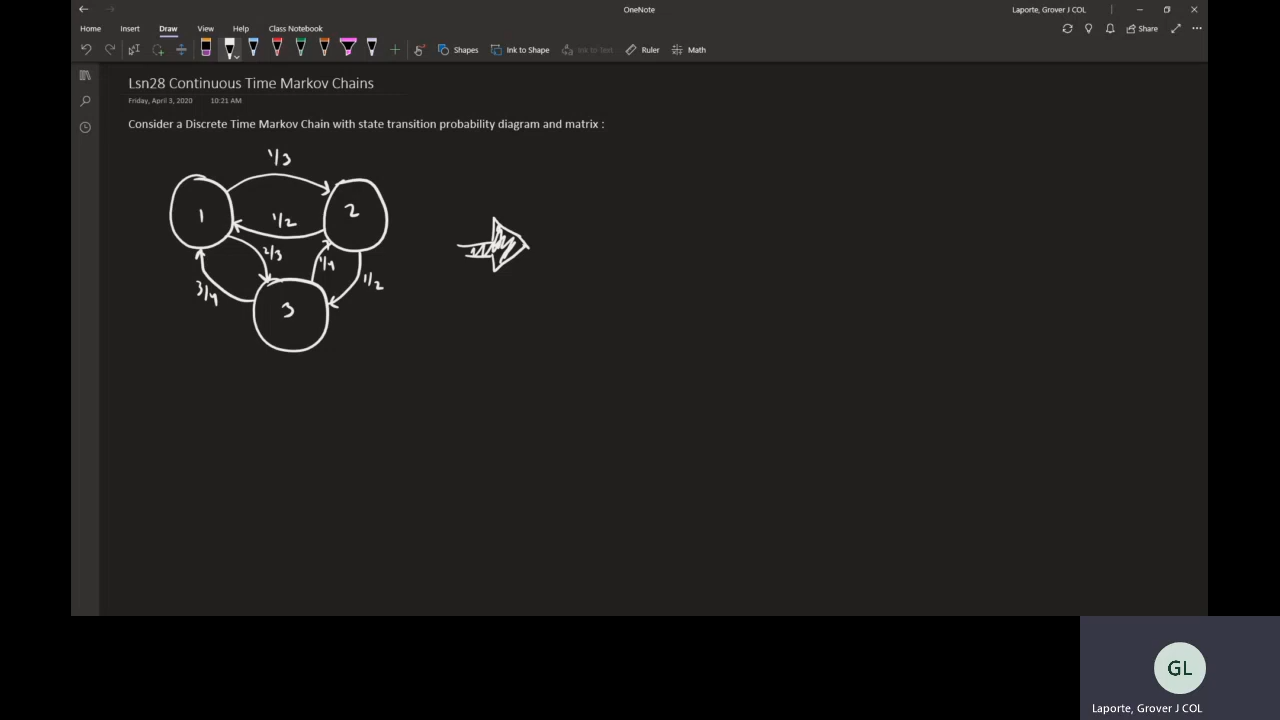 OneNote
Laporte, Grover J COL
Home Insert Draw View Help Class Notebook
Shapes Ink to Shape Ink to Text Ruler Math Share
Lsn28 Continuous Time Markov Chains
Friday, April 3, 2020 10:21 AM
Consider a Discrete Time Markov Chain with state transition probability diagram and matrix :
1/3
1 1/2 2
2/3 1/4
3/4 3 1/2
GL
Laporte, Grover J COL